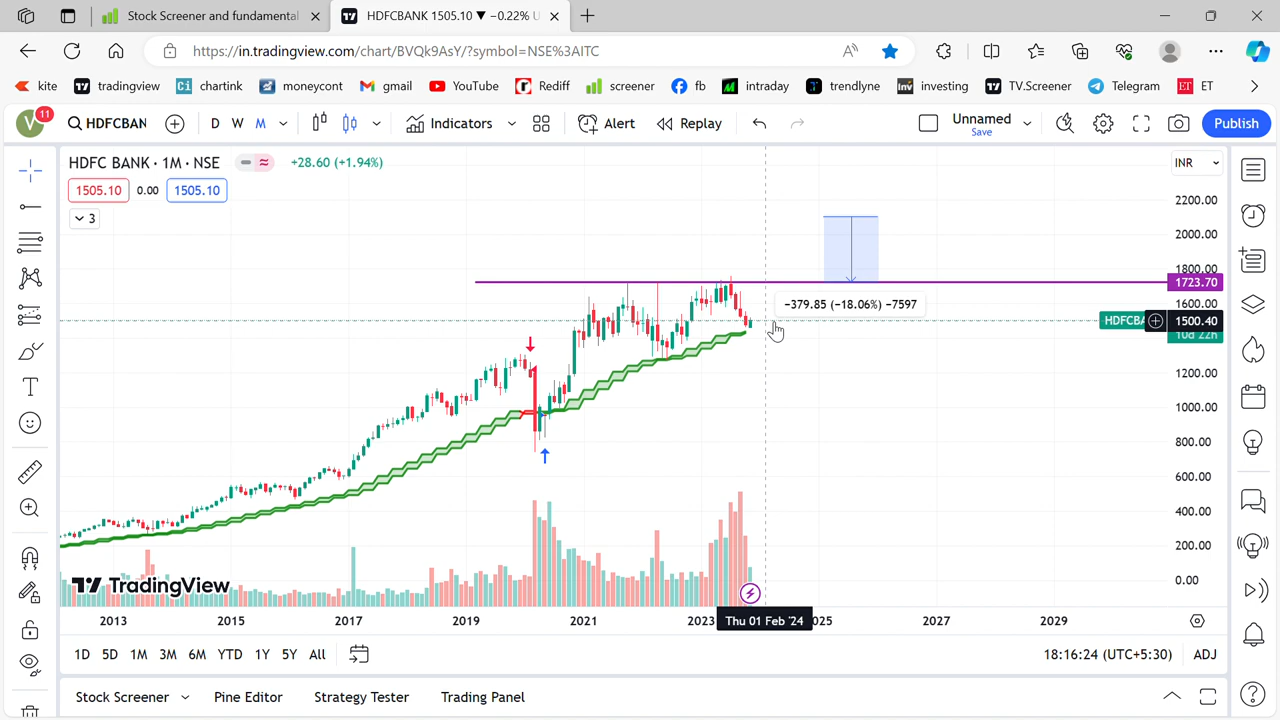 Stock Screener and fundamental
HDFCBANK 1505.10 ▼ −0.22% U
https://in.tradingview.com/chart/BVQk9AsY/?symbol=NSE%3AITC
kite tradingview Ci chartink moneycont gmail YouTube Rediff screener fb intraday trendlyne Inv investing TV.Screener Telegram ET ET
V 11 HDFCBAN D W M Indicators Alert Replay Unnamed Save Publish
HDFC BANK · 1M · NSE +28.60 (+1.94%) INR
1505.10 0.00 1505.10
3
2200.00
2000.00
1800.00
1723.70
1600.00
−379.85 (−18.06%) −7597
HDFCBA 1500.40
10d 22h
1200.00
1000.00
800.00
600.00
400.00
200.00
0.00
TradingView
2013 2015 2017 2019 2021 2023 Thu 01 Feb '24 025 2027 2029
1D 5D 1M 3M 6M YTD 1Y 5Y All 18:16:24 (UTC+5:30) ADJ
Stock Screener Pine Editor Strategy Tester Trading Panel